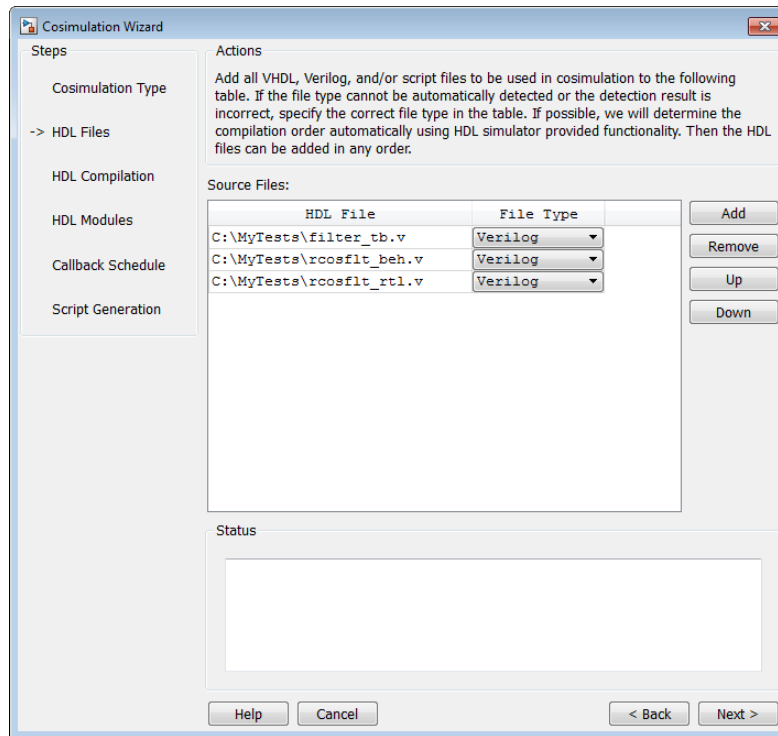 Cosimulation Wizard
Steps
Cosimulation Type
-> HDL Files
HDL Compilation
HDL Modules
Callback Schedule
Script Generation
Actions
Add all VHDL, Verilog, and/or script files to be used in cosimulation to the following
table. If the file type cannot be automatically detected or the detection result is
incorrect, specify the correct file type in the table. If possible, we will determine the
compilation order automatically using HDL simulator provided functionality. Then the HDL
files can be added in any order.
Source Files:
HDL File File Type
C:\MyTests\filter_tb.v Verilog
C:\MyTests\rcosflt_beh.v Verilog
C:\MyTests\rcosflt_rtl.v Verilog
Add
Remove
Up
Down
Status
Help Cancel < Back Next >